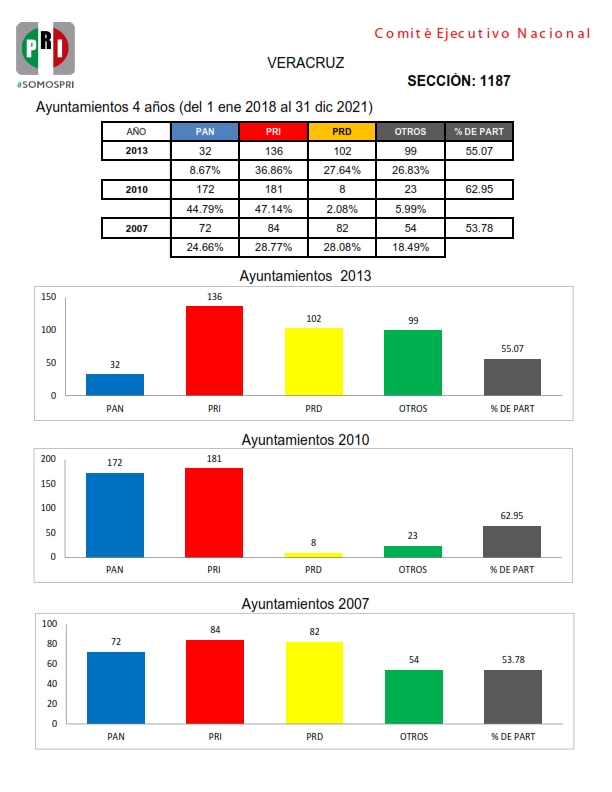 Comité Ejecutivo Nacional
PRI
#SOMOSPRI
VERACRUZ
SECCIÓN: 1187
Ayuntamientos 4 años (del 1 ene 2018 al 31 dic 2021)
AÑO PAN PRI PRD OTROS % DE PART
2013 32 136 102 99 55.07
8.67% 36.86% 27.64% 26.83%
2010 172 181 8 23 62.95
44.79% 47.14% 2.08% 5.99%
2007 72 84 82 54 53.78
24.66% 28.77% 28.08% 18.49%
Ayuntamientos 2013
150
100
50
0
136
102
99
55.07
32
PAN PRI PRD OTROS % DE PART
Ayuntamientos 2010
200
150
100
50
0
172
181
8
23
62.95
PAN PRI PRD OTROS % DE PART
Ayuntamientos 2007
100
80
60
40
20
0
72
84
82
54
53.78
PAN PRI PRD OTROS % DE PART